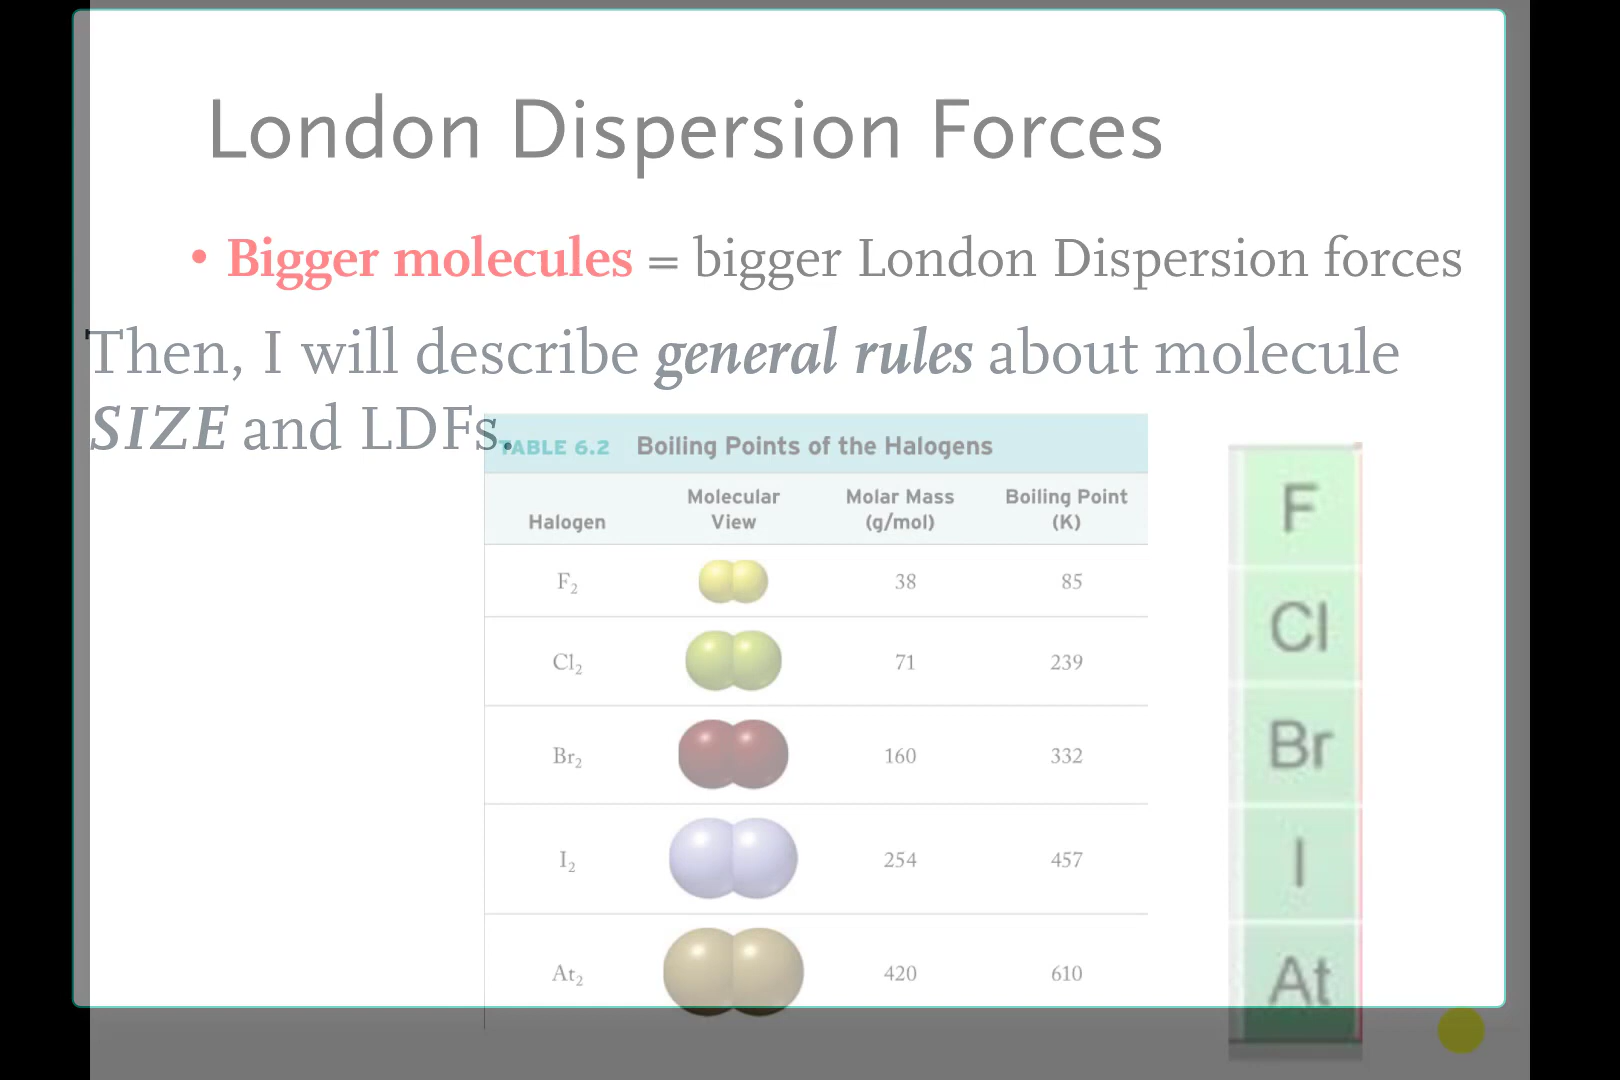 London Dispersion Forces
• Bigger molecules = bigger London Dispersion forces
Then, I will describe general rules about molecule
SIZE and LDFs.
TABLE 6.2 Boiling Points of the Halogens
Halogen Molecular View Molar Mass (g/mol) Boiling Point (K)
F₂ 38 85
Cl₂ 71 239
Br₂ 160 332
I₂ 254 457
At₂ 420 610
F
Cl
Br
I
At